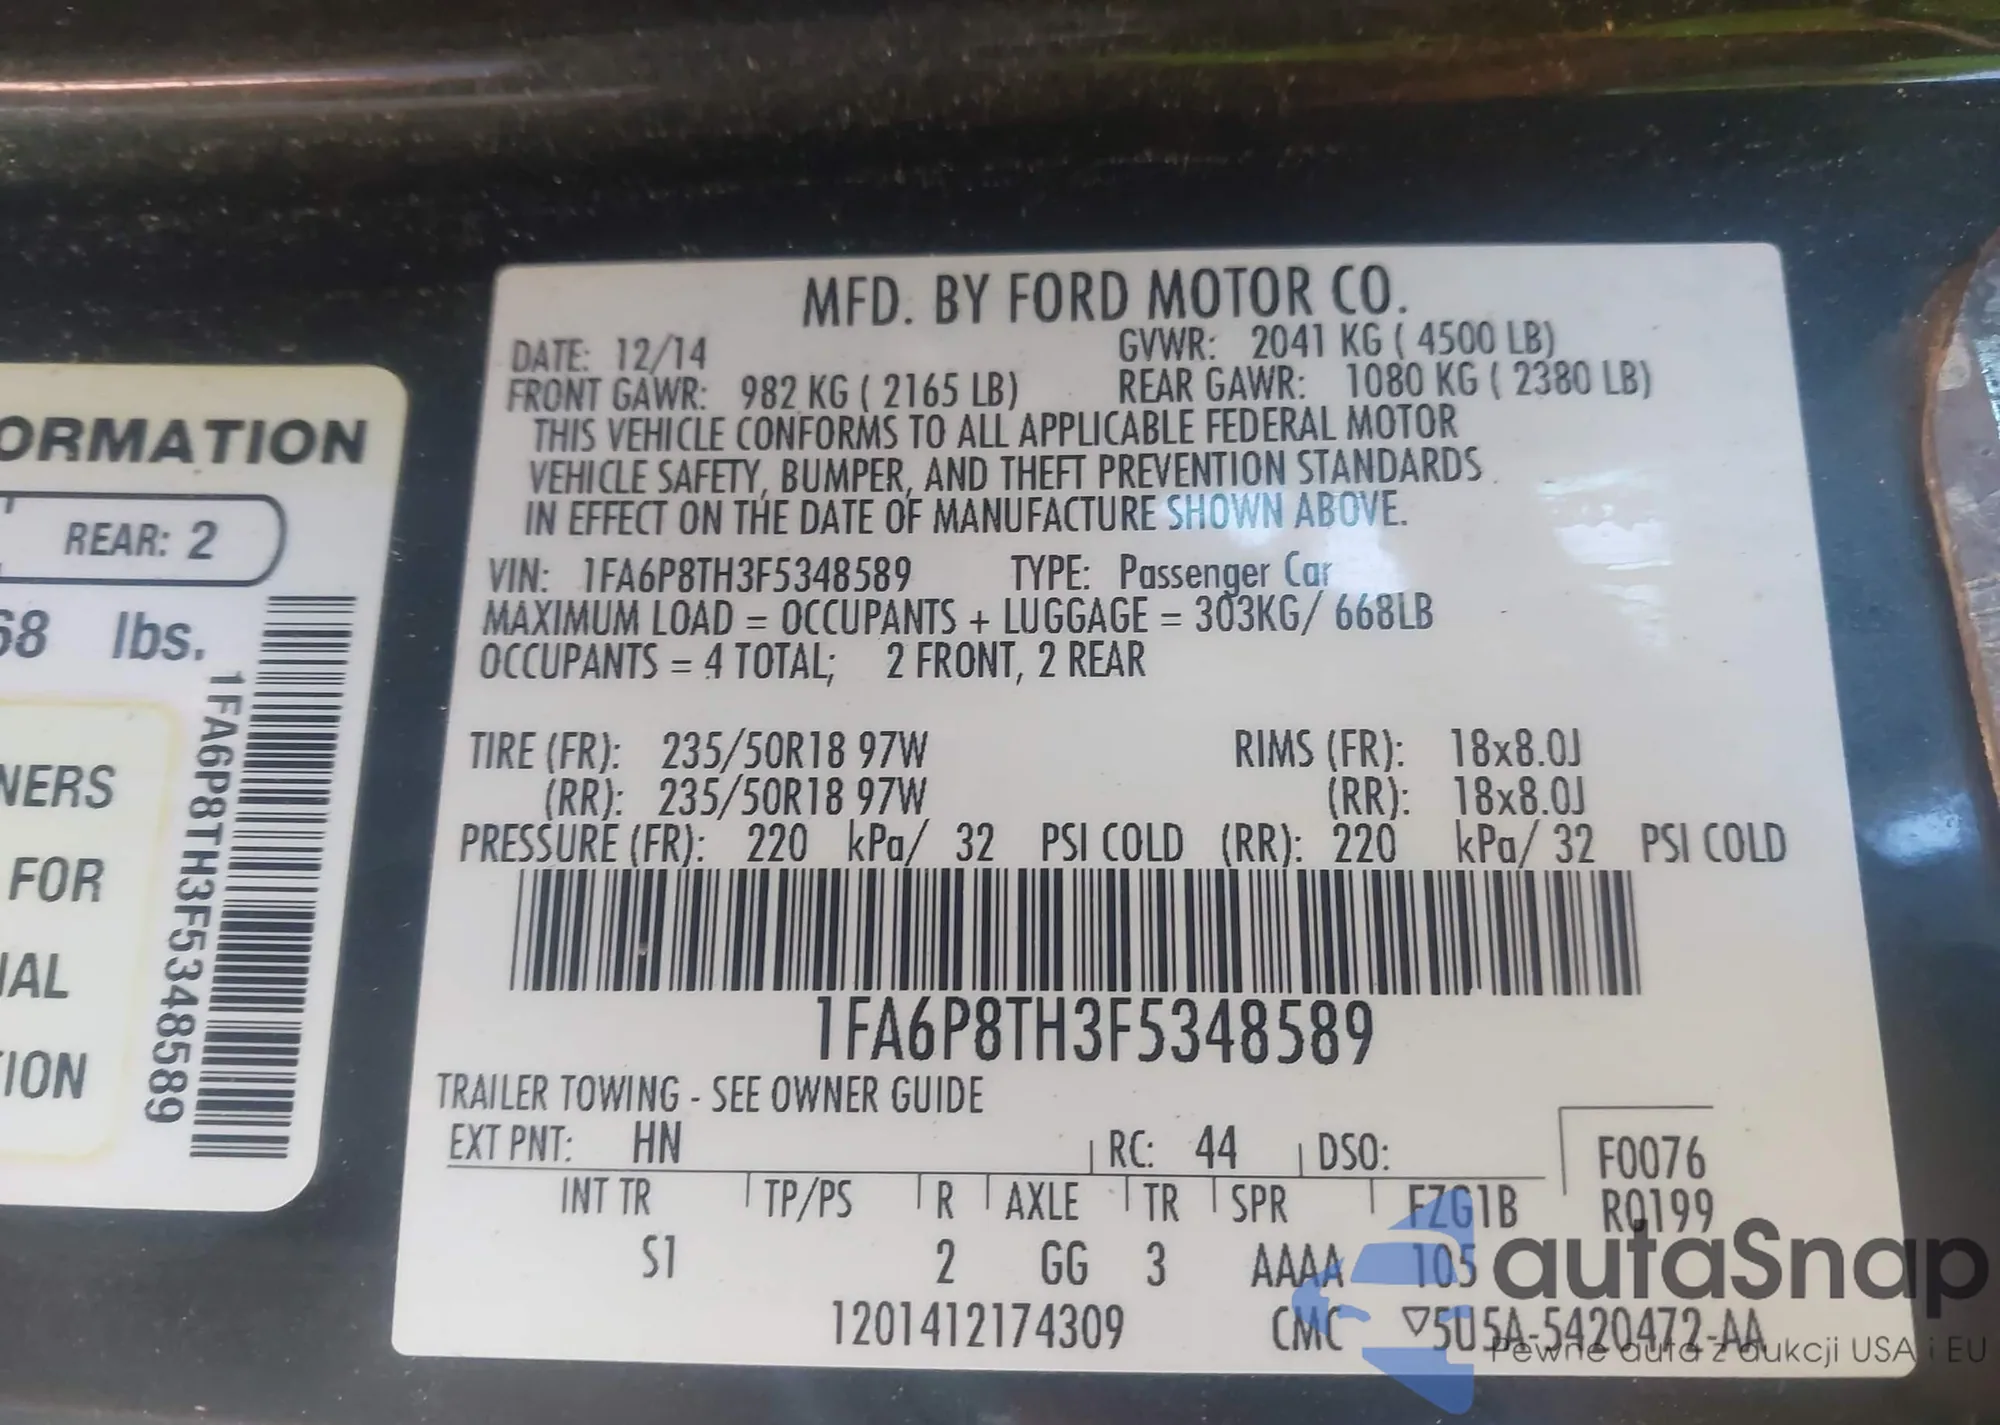 ORMATION
REAR: 2
68 lbs.
NERS
FOR
IAL
TION
1FA6P8TH3F5348589
MFD. BY FORD MOTOR CO.
DATE: 12/14 GVWR: 2041 KG ( 4500 LB)
FRONT GAWR: 982 KG ( 2165 LB) REAR GAWR: 1080 KG ( 2380 LB)
THIS VEHICLE CONFORMS TO ALL APPLICABLE FEDERAL MOTOR
VEHICLE SAFETY, BUMPER, AND THEFT PREVENTION STANDARDS
IN EFFECT ON THE DATE OF MANUFACTURE SHOWN ABOVE.
VIN: 1FA6P8TH3F5348589 TYPE: Passenger Car
MAXIMUM LOAD = OCCUPANTS + LUGGAGE = 303KG/ 668LB
OCCUPANTS = 4 TOTAL; 2 FRONT, 2 REAR
TIRE (FR): 235/50R18 97W RIMS (FR): 18x8.0J
(RR): 235/50R18 97W (RR): 18x8.0J
PRESSURE (FR): 220 kPa/ 32 PSI COLD (RR): 220 kPa/ 32 PSI COLD
1FA6P8TH3F5348589
TRAILER TOWING - SEE OWNER GUIDE
EXT PNT: HN RC: 44 DSO: F0076
INT TR TP/PS R AXLE TR SPR FZG1B R0199
S1 2 GG 3 AAAA 105
1201412174309 CMC ▽5U5A-5420472-AA
autaSnap
Pewne auta z aukcji USA i EU